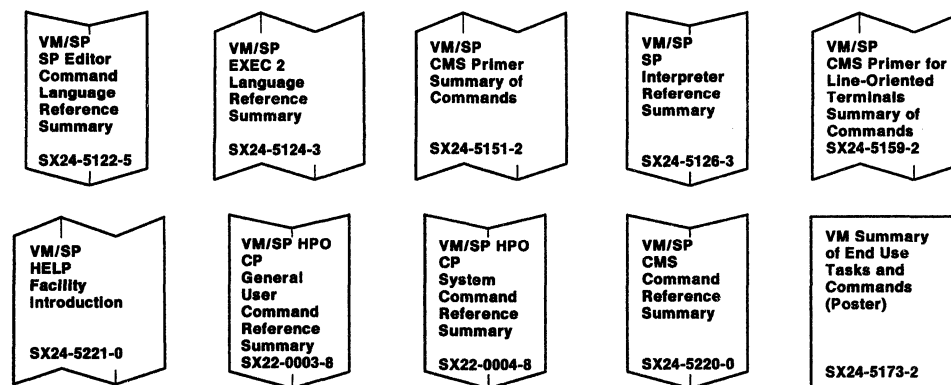 VM/SP
SP Editor
Command
Language
Reference
Summary
SX24-5122-5
VM/SP
EXEC 2
Language
Reference
Summary
SX24-5124-3
VM/SP
CMS Primer
Summary of
Commands
SX24-5151-2
VM/SP
SP
Interpreter
Reference
Summary
SX24-5126-3
VM/SP
CMS Primer for
Line-Oriented
Terminals
Summary of
Commands
SX24-5159-2
VM/SP
HELP
Facility
Introduction
SX24-5221-0
VM/SP HPO
CP
General
User
Command
Reference
Summary
SX22-0003-8
VM/SP HPO
CP
System
Command
Reference
Summary
SX22-0004-8
VM/SP
CMS
Command
Reference
Summary
SX24-5220-0
VM Summary
of End Use
Tasks and
Commands
(Poster)
SX24-5173-2